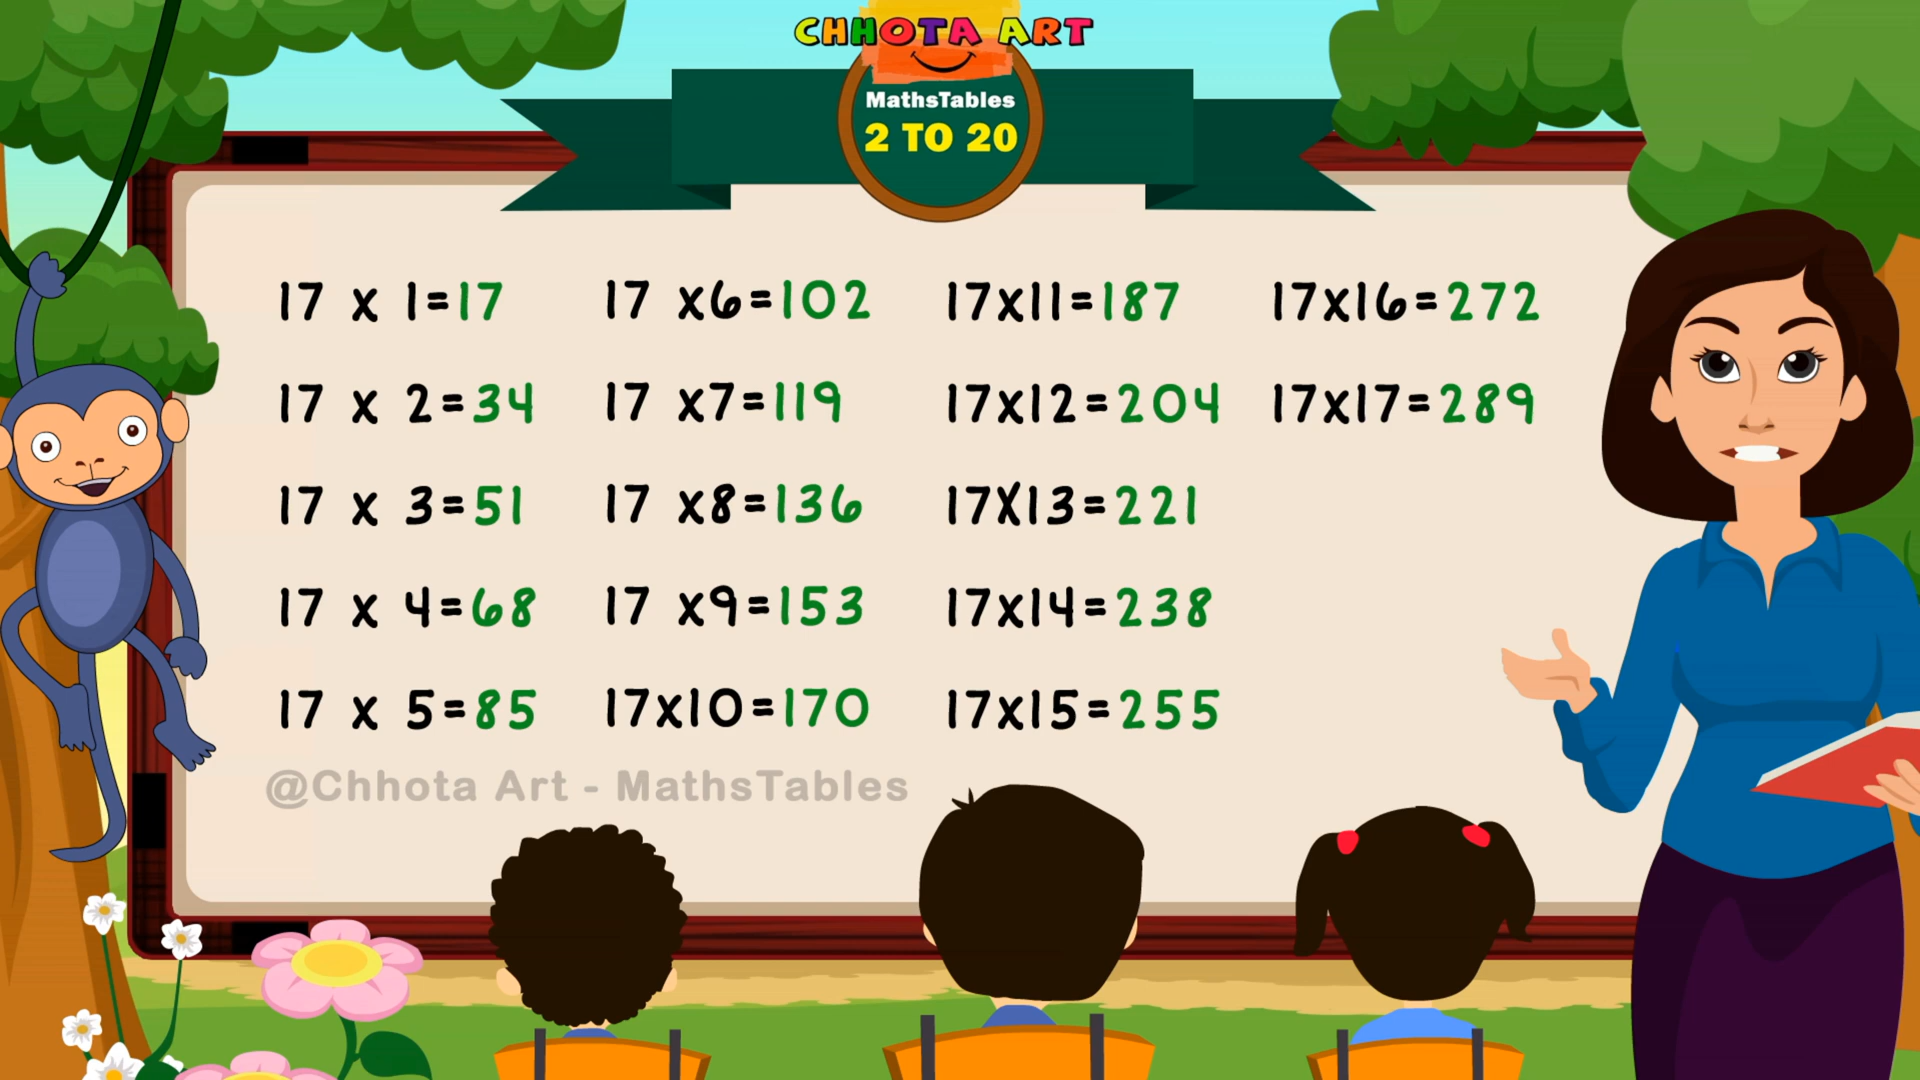 CHHOTA ART
MathsTables
2 TO 20
17 x 1=17
17 x 2=34
17 x 3=51
17 x 4=68
17 x 5=85
17 x6=102
17 x7=119
17 x8=136
17 x9=153
17x10=170
17x11=187
17x12=204
17X13=221
17x14=238
17x15=255
17x16=272
17x17=289
@Chhota Art - MathsTables